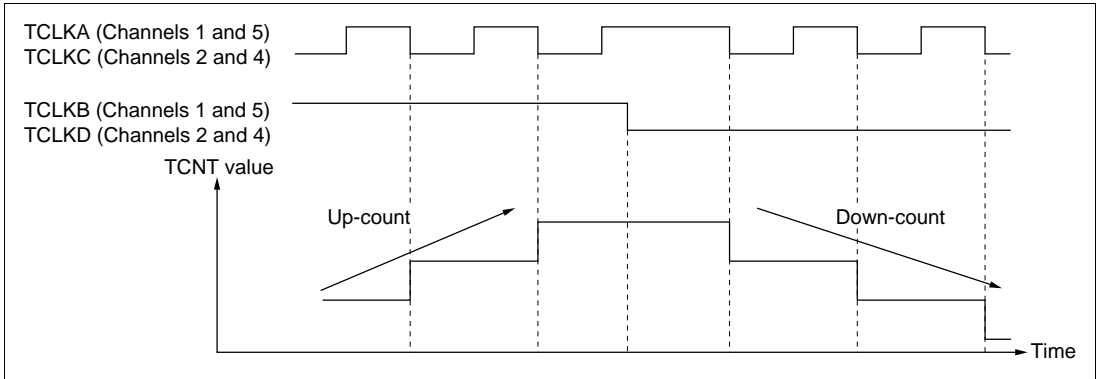 TCLKA (Channels 1 and 5)
TCLKC (Channels 2 and 4)
TCLKB (Channels 1 and 5)
TCLKD (Channels 2 and 4)
TCNT value
Up-count
Down-count
Time